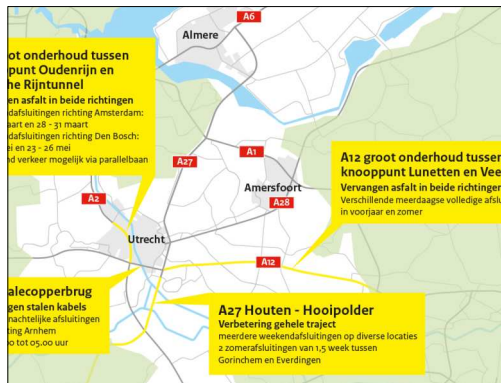 A6
Almere
ot onderhoud tussen
punt Oudenrijn en
he Rijntunnel
en asfalt in beide richtingen
dafsluitingen richting Amsterdam:
aart en 28 - 31 maart
dafsluitingen richting Den Bosch:
ei en 23 - 26 mei
nd verkeer mogelijk via parallelbaan
A27
A1
Amersfoort
A28
A12 groot onderhoud tussen
knooppunt Lunetten en Vee
Vervangen asfalt in beide richtingen
Verschillende meerdaagse volledige afslu
in voorjaar en zomer
A2
Utrecht
A12
alecopperbrug
gen stalen kabels
nachtelijke afsluitingen
ting Arnhem
00 tot 05.00 uur
A27 Houten - Hooipolder
Verbetering gehele traject
meerdere weekendafsluitingen op diverse locaties
2 zomerafsluitingen van 1,5 week tussen
Gorinchem en Everdingen